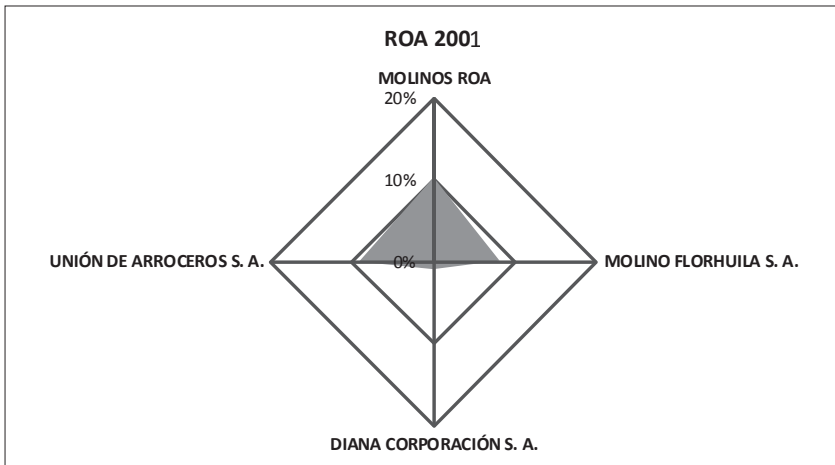 ROA 2001
MOLINOS ROA
20%
10%
UNIÓN DE ARROCEROS S. A.
0%
MOLINO FLORHUILA S. A.
DIANA CORPORACIÓN S. A.